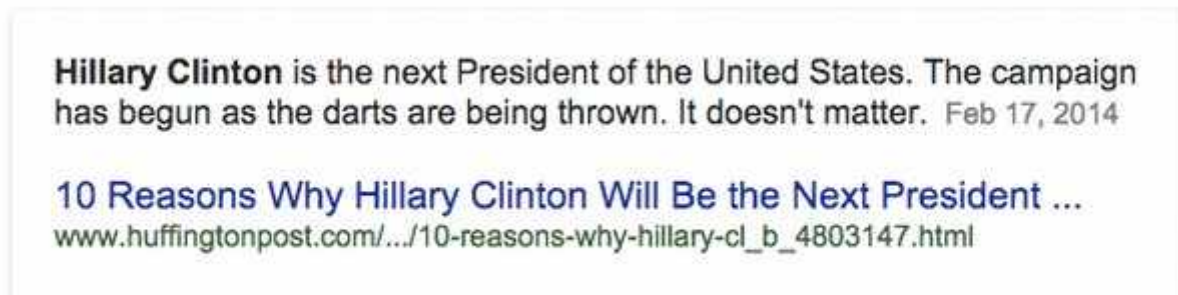 Hillary Clinton is the next President of the United States. The campaign
has begun as the darts are being thrown. It doesn't matter. Feb 17, 2014
10 Reasons Why Hillary Clinton Will Be the Next President ...
www.huffingtonpost.com/.../10-reasons-why-hillary-cl_b_4803147.html